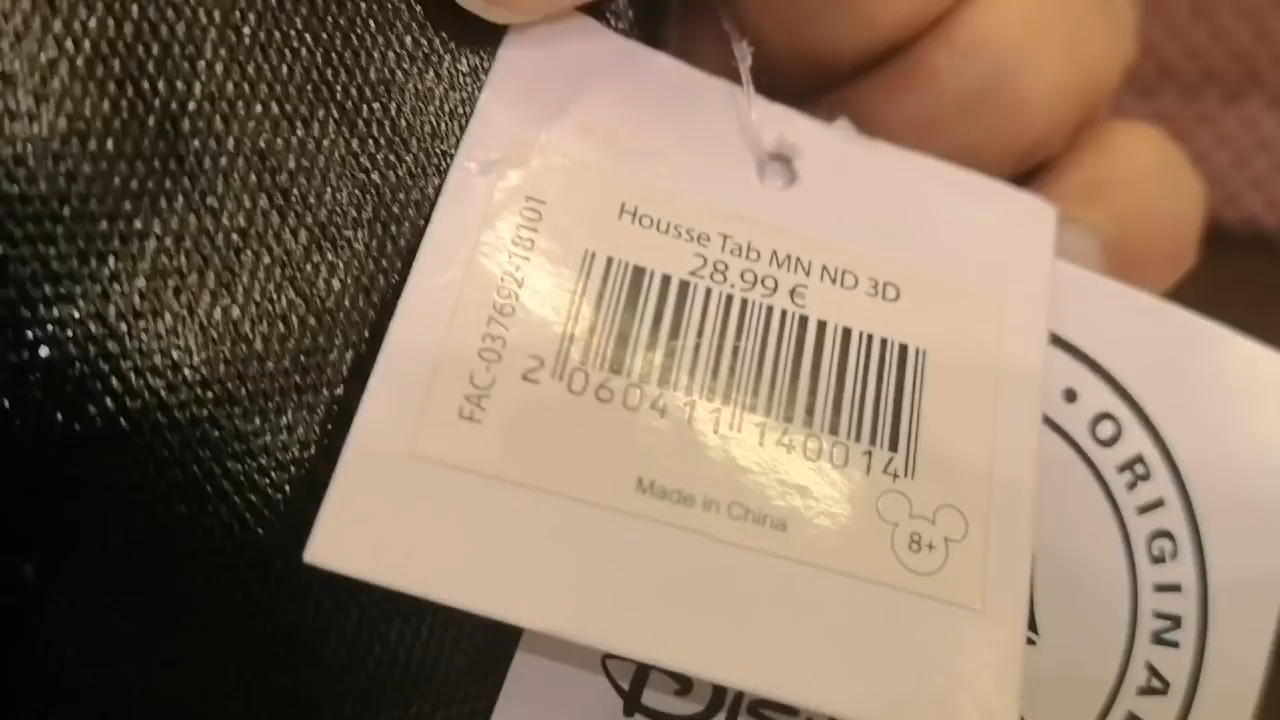 Housse Tab MN ND 3D
28.99 €
FAC-037692-18101
2 060411 140014
Made in China
8+
• ORIGINA